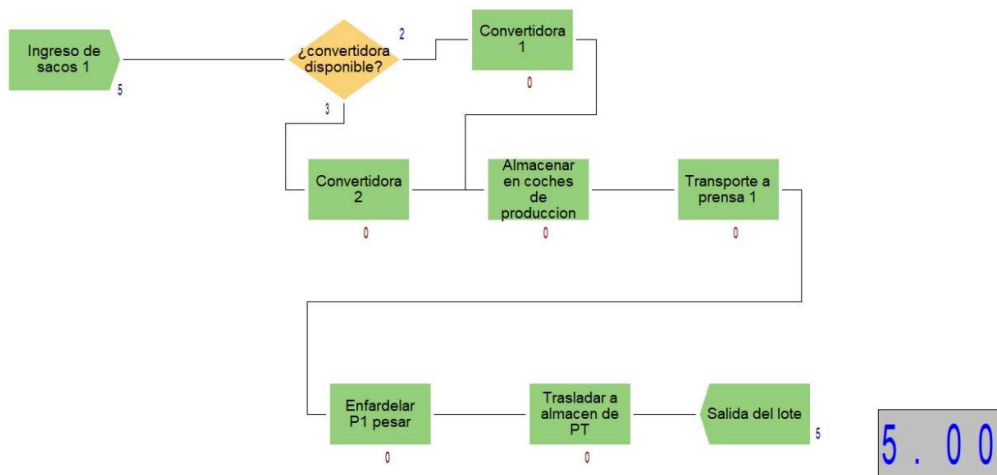 Ingreso de
sacos 1
5
¿convertidora
disponible?
2
3
Convertidora
1
0
Convertidora
2
0
Almacenar
en coches
de
produccion
0
Transporte a
prensa 1
0
Enfardelar
P1 pesar
0
Trasladar a
almacen de
PT
0
Salida del lote
5
5.00